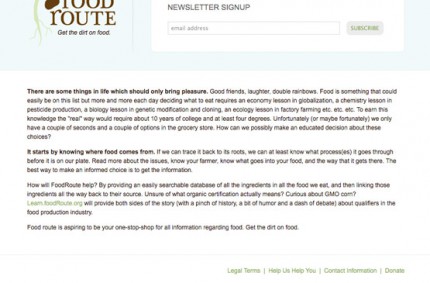 FOOD
ROUTE
Get the dirt on food.
NEWSLETTER SIGNUP
email address
SUBSCRIBE
There are some things in life which should only bring pleasure. Good friends, laughter, double rainbows. Food is something that could
easily be on this list but more and more each day deciding what to eat requires an economy lesson in globalization, a chemistry lesson in
pesticide production, a biology lesson in genetic modification and cloning, an ecology lesson in factory farming etc. etc. etc. To earn this
knowledge the "real" way would require about 10 years of college and at least four degrees. Unfortunately (or maybe fortunately) we only
have a couple of seconds and a couple of options in the grocery store. How can we possibly make an educated decision about these
choices?
It starts by knowing where food comes from. If we can trace it back to its roots, we can at least know what process(es) it goes through
before it is on our plate. Read more about the issues, know your farmer, know what goes into your food, and the way that it gets there. The
best way to make an informed choice is to get the information.
How will FoodRoute help? By providing an easily searchable database of all the ingredients in all the food we eat, and then linking those
ingredients all the way back to their source. Unsure of what organic certification actually means? Curious about GMO corn?
Learn.foodRoute.org will provide both sides of the story (with a pinch of history, a bit of humor and a dash of debate) about qualifiers in the
food production industry.
Food route is aspiring to be your one-stop-shop for all information regarding food. Get the dirt on food.
Legal Terms | Help Us Help You | Contact Information | Donate